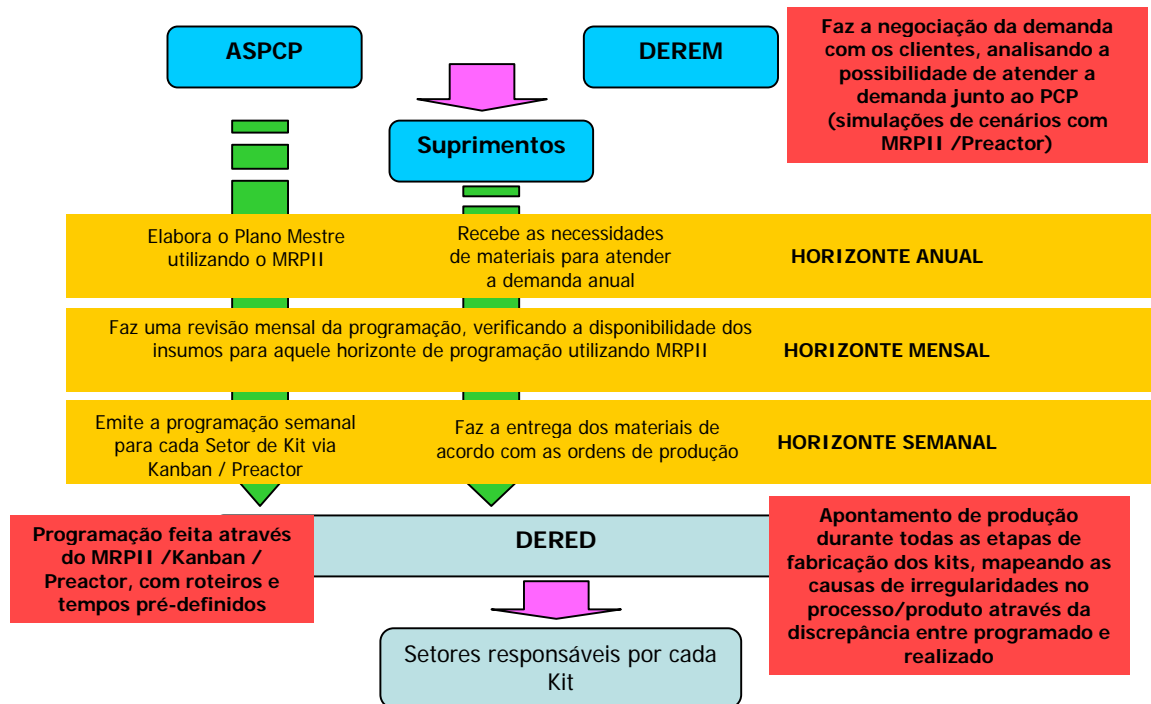 ASPCP
DEREM
Faz a negociação da demanda
com os clientes, analisando a
possibilidade de atender a
demanda junto ao PCP
(simulações de cenários com
MRPII /Preactor)
Suprimentos
Elabora o Plano Mestre
utilizando o MRPII
Recebe as necessidades
de materiais para atender
a demanda anual
HORIZONTE ANUAL
Faz uma revisão mensal da programação, verificando a disponibilidade dos
insumos para aquele horizonte de programação utilizando MRPII
HORIZONTE MENSAL
Emite a programação semanal
para cada Setor de Kit via
Kanban / Preactor
Faz a entrega dos materiais de
acordo com as ordens de produção
HORIZONTE SEMANAL
Programação feita através
do MRPII /Kanban /
Preactor, com roteiros e
tempos pré-definidos
DERED
Apontamento de produção
durante todas as etapas de
fabricação dos kits, mapeando as
causas de irregularidades no
processo/produto através da
discrepância entre programado e
realizado
Setores responsáveis por cada
Kit